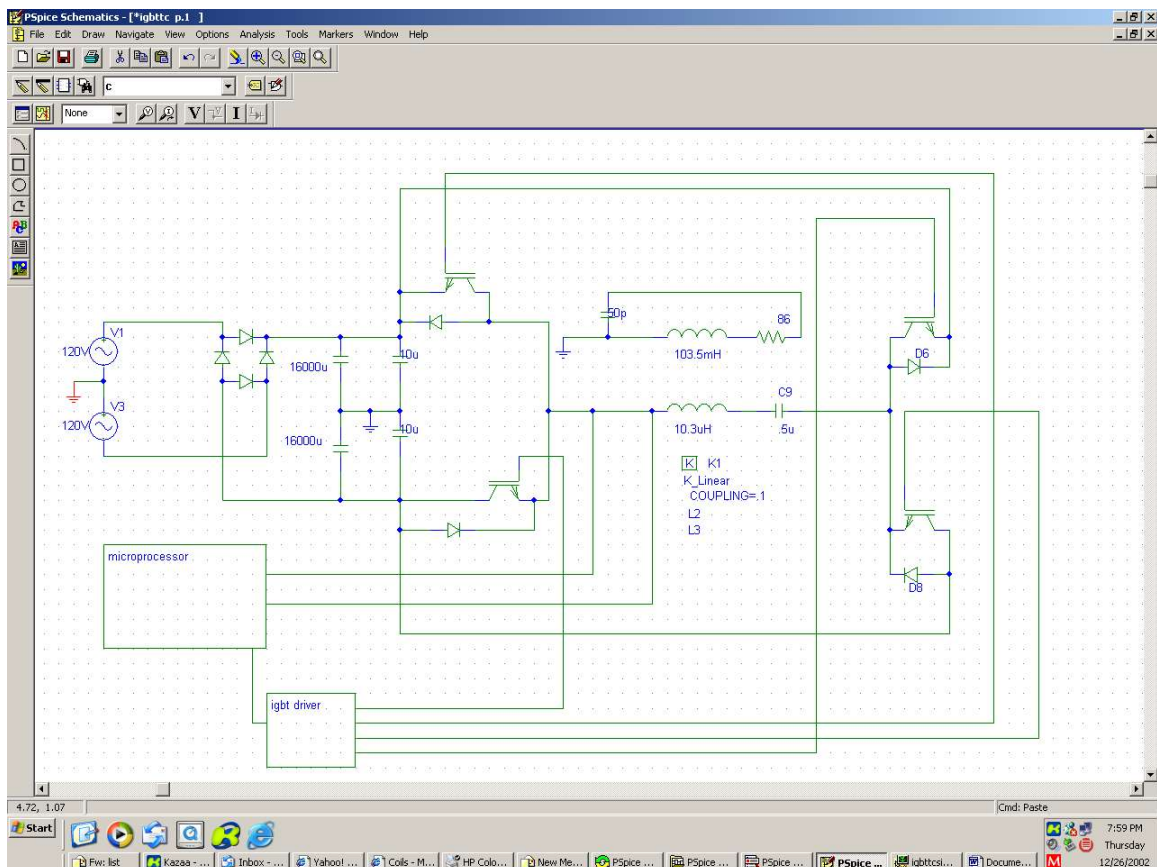 PSpice Schematics - [*igbttc p.1 ]
File Edit Draw Navigate View Options Analysis Tools Markers Window Help
c
None
V I
ABC
V1
120V
V3
120V
16000u
16000u
10u
10u
50p
86
103.5mH
C9
10.3uH
.5u
K K1
K_Linear
COUPLING=.1
L2
L3
D6
D8
microprocessor
igbt driver
4.72, 1.07
Cmd: Paste
Start
7:59 PM
Thursday
12/26/2002
Fw: list
Kazaa - ...
Inbox - ...
Yahoo! ...
Coils - M...
HP Colo...
New Me...
PSpice ...
PSpice ...
PSpice ...
PSpice ...
igbttcsi...
Docume...